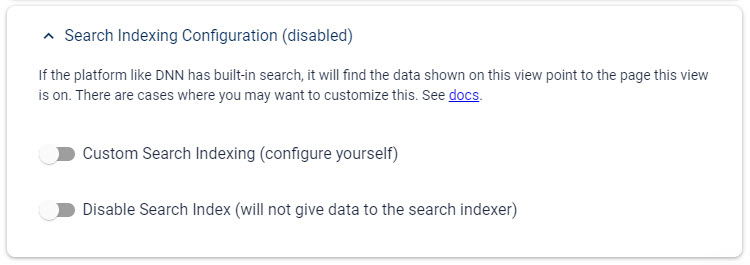 Search Indexing Configuration (disabled)
If the platform like DNN has built-in search, it will find the data shown on this view point to the page this view
is on. There are cases where you may want to customize this. See docs.
Custom Search Indexing (configure yourself)
Disable Search Index (will not give data to the search indexer)